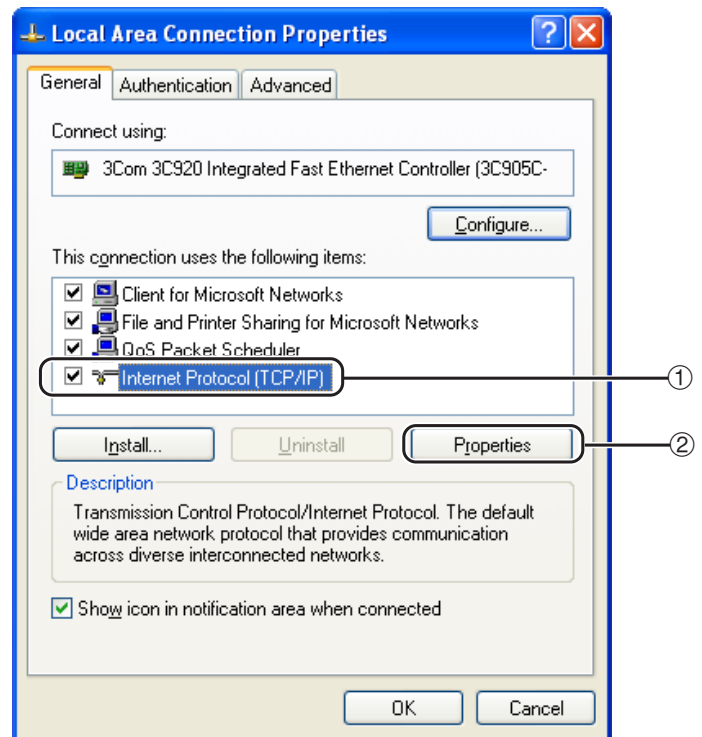 Local Area Connection Properties
General Authentication Advanced
Connect using:
3Com 3C920 Integrated Fast Ethernet Controller (3C905C-
Configure...
This connection uses the following items:
Client for Microsoft Networks
File and Printer Sharing for Microsoft Networks
QoS Packet Scheduler
Internet Protocol (TCP/IP)
①
Install... Uninstall Properties
②
Description
Transmission Control Protocol/Internet Protocol. The default
wide area network protocol that provides communication
across diverse interconnected networks.
Show icon in notification area when connected
OK Cancel